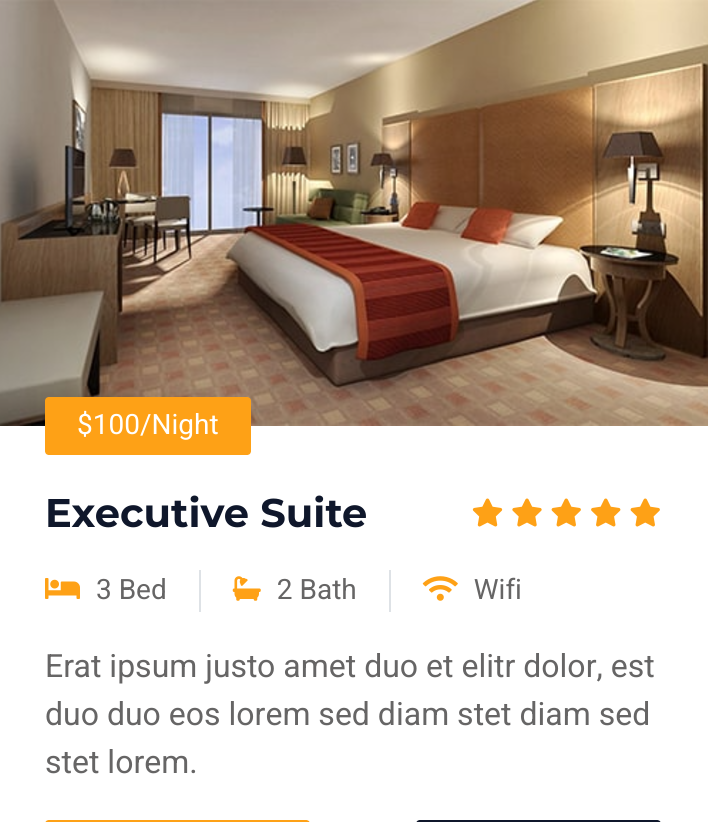 $100/Night
Executive Suite
3 Bed
2 Bath
Wifi
Erat ipsum justo amet duo et elitr dolor, est
duo duo eos lorem sed diam stet diam sed
stet lorem.